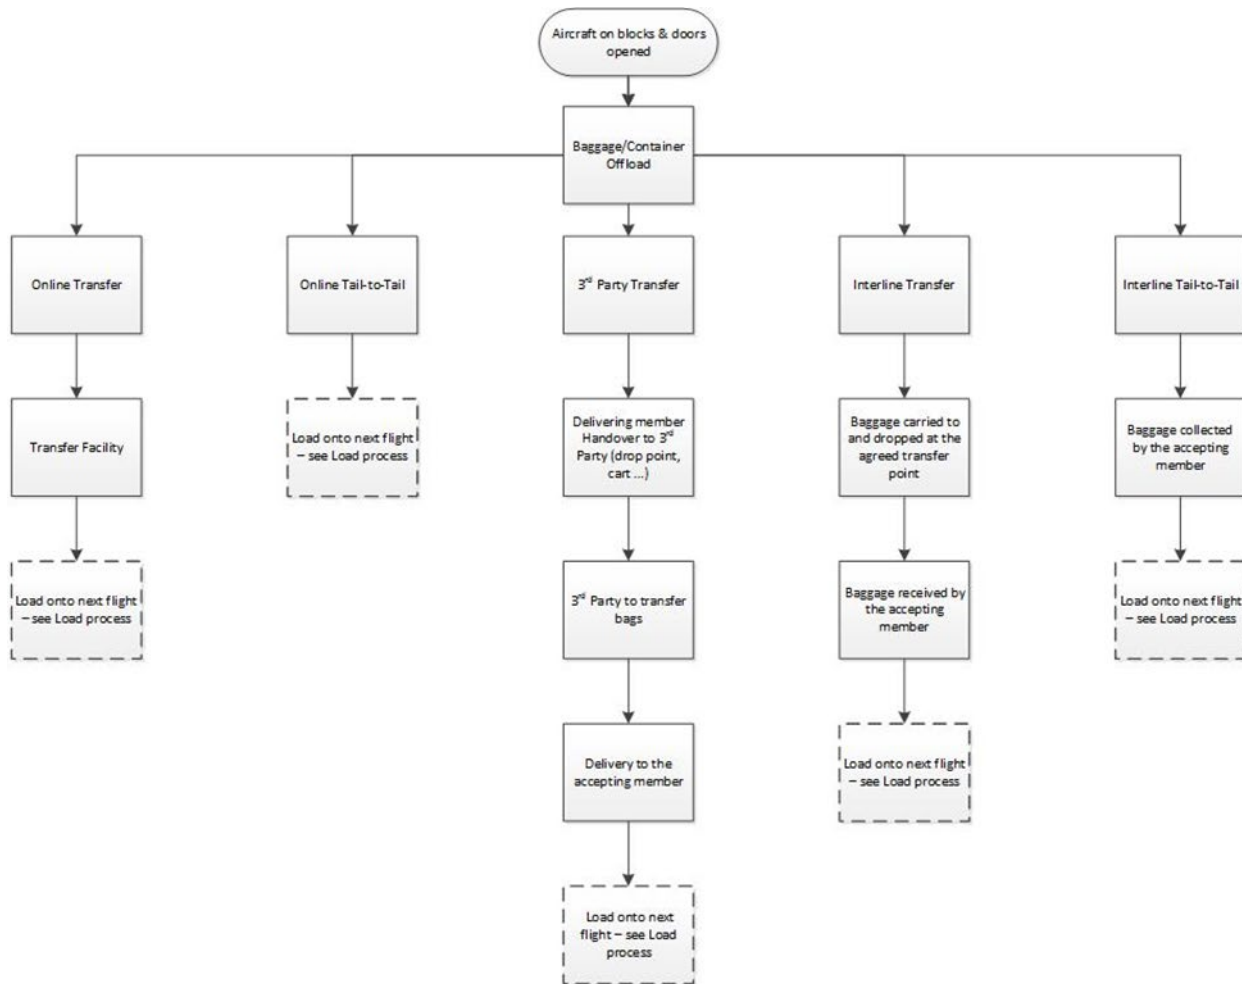 Aircraft on blocks & doors
opened
Baggage/Container
Offload
Online Transfer
Online Tail-to-Tail
3rd Party Transfer
Interline Transfer
Interline Tail-to-Tail
Transfer Facility
Load onto next flight
– see Load process
Delivering member
Handover to 3rd
Party (drop point,
cart ...)
Baggage carried to
and dropped at the
agreed transfer
point
Baggage collected
by the accepting
member
Load onto next flight
– see Load process
3rd Party to transfer
bags
Baggage received by
the accepting
member
Load onto next flight
– see Load process
Delivery to the
accepting member
Load onto next flight
– see Load process
Load onto next
flight – see Load
process